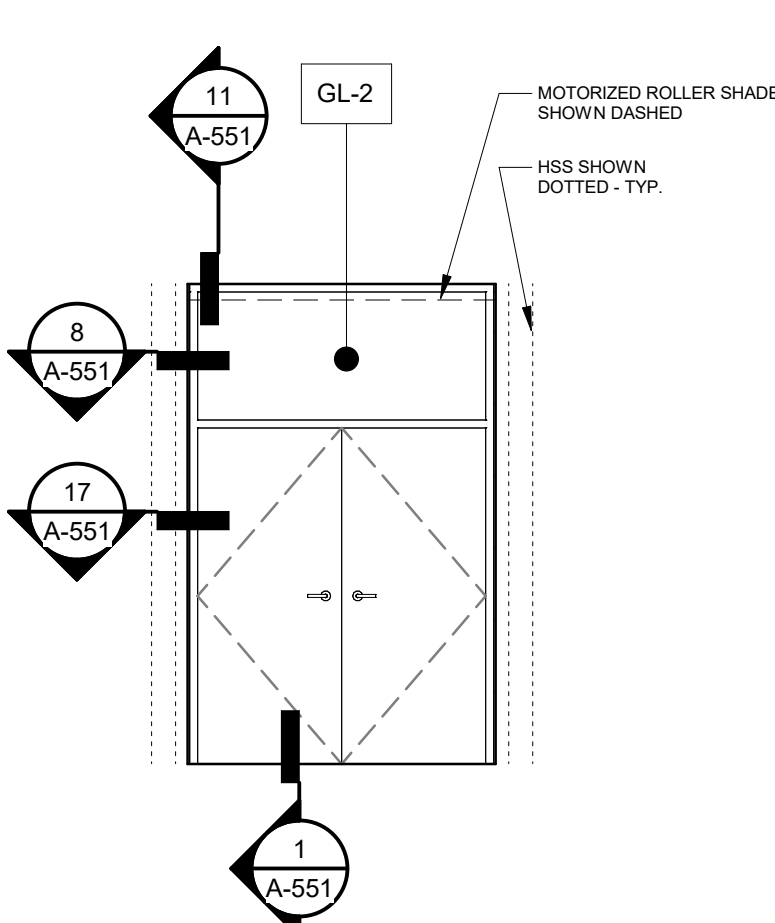 11
A-551
GL-2
MOTORIZED ROLLER SHADE
SHOWN DASHED
HSS SHOWN
DOTTED - TYP.
8
A-551
17
A-551
1
A-551